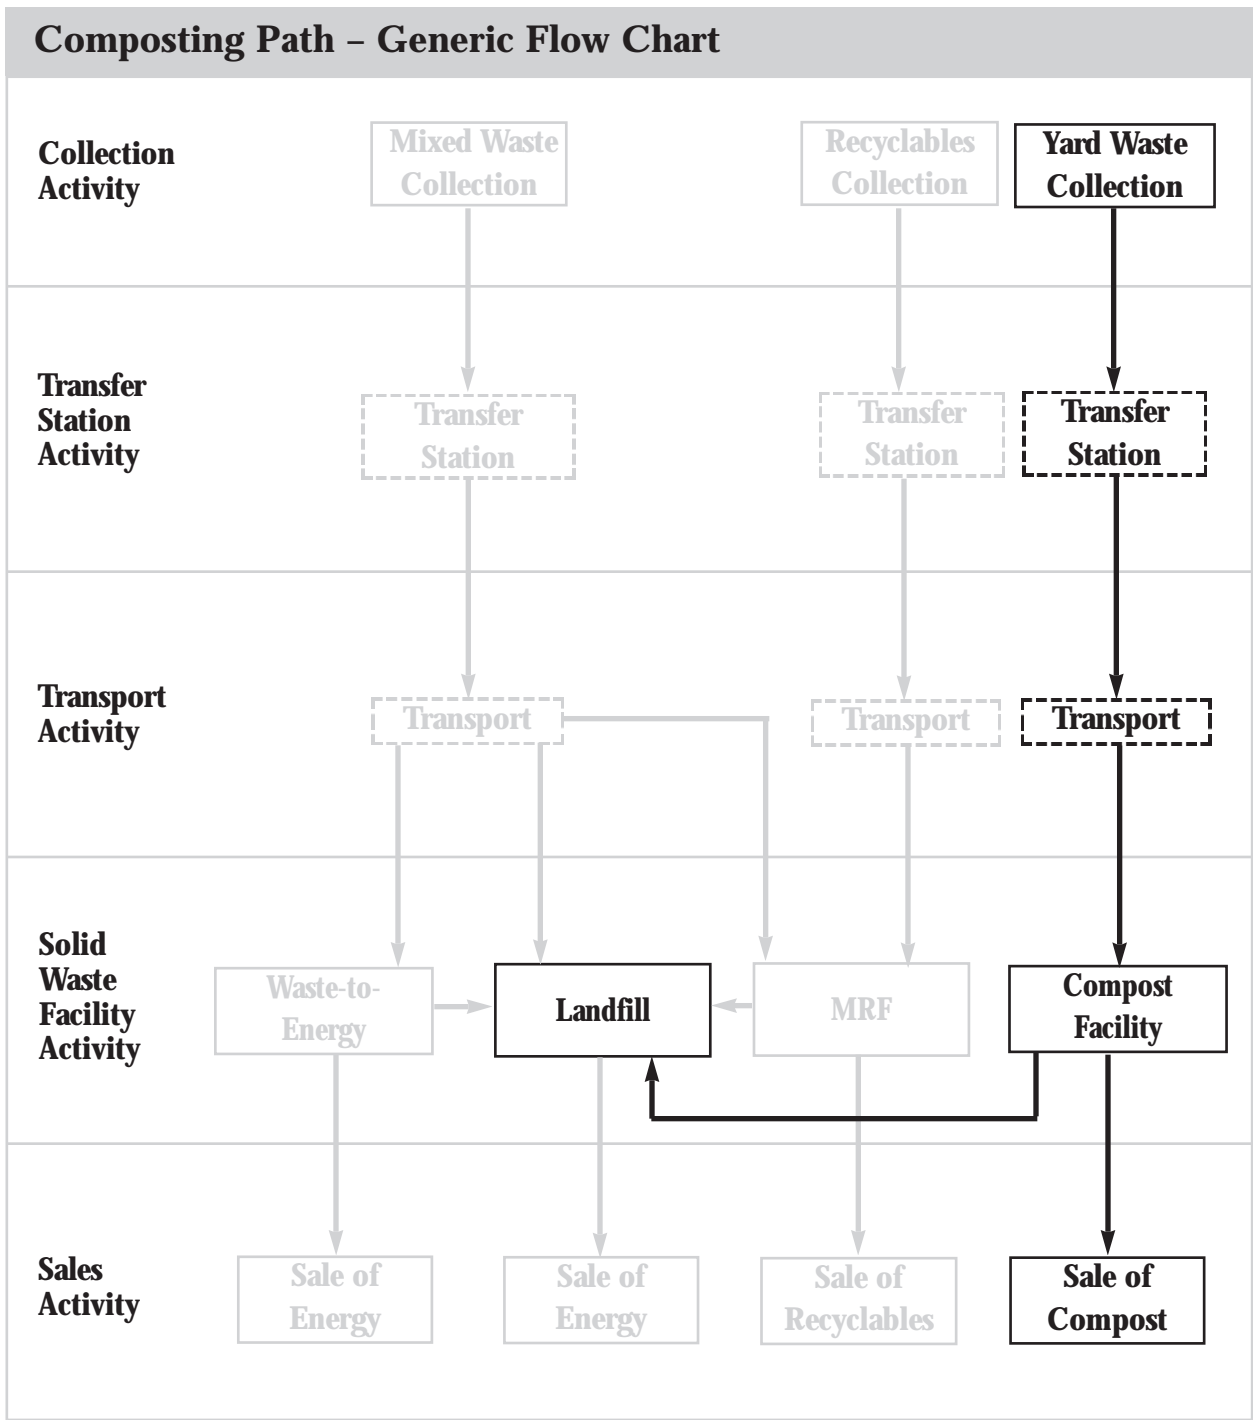 Composting Path – Generic Flow Chart
Collection
Activity
Mixed Waste
Collection
Recyclables
Collection
Yard Waste
Collection
Transfer
Station
Activity
Transfer
Station
Transfer
Station
Transfer
Station
Transport
Activity
Transport
Transport
Transport
Solid
Waste
Facility
Activity
Waste-to-
Energy
Landfill
MRF
Compost
Facility
Sales
Activity
Sale of
Energy
Sale of
Energy
Sale of
Recyclables
Sale of
Compost